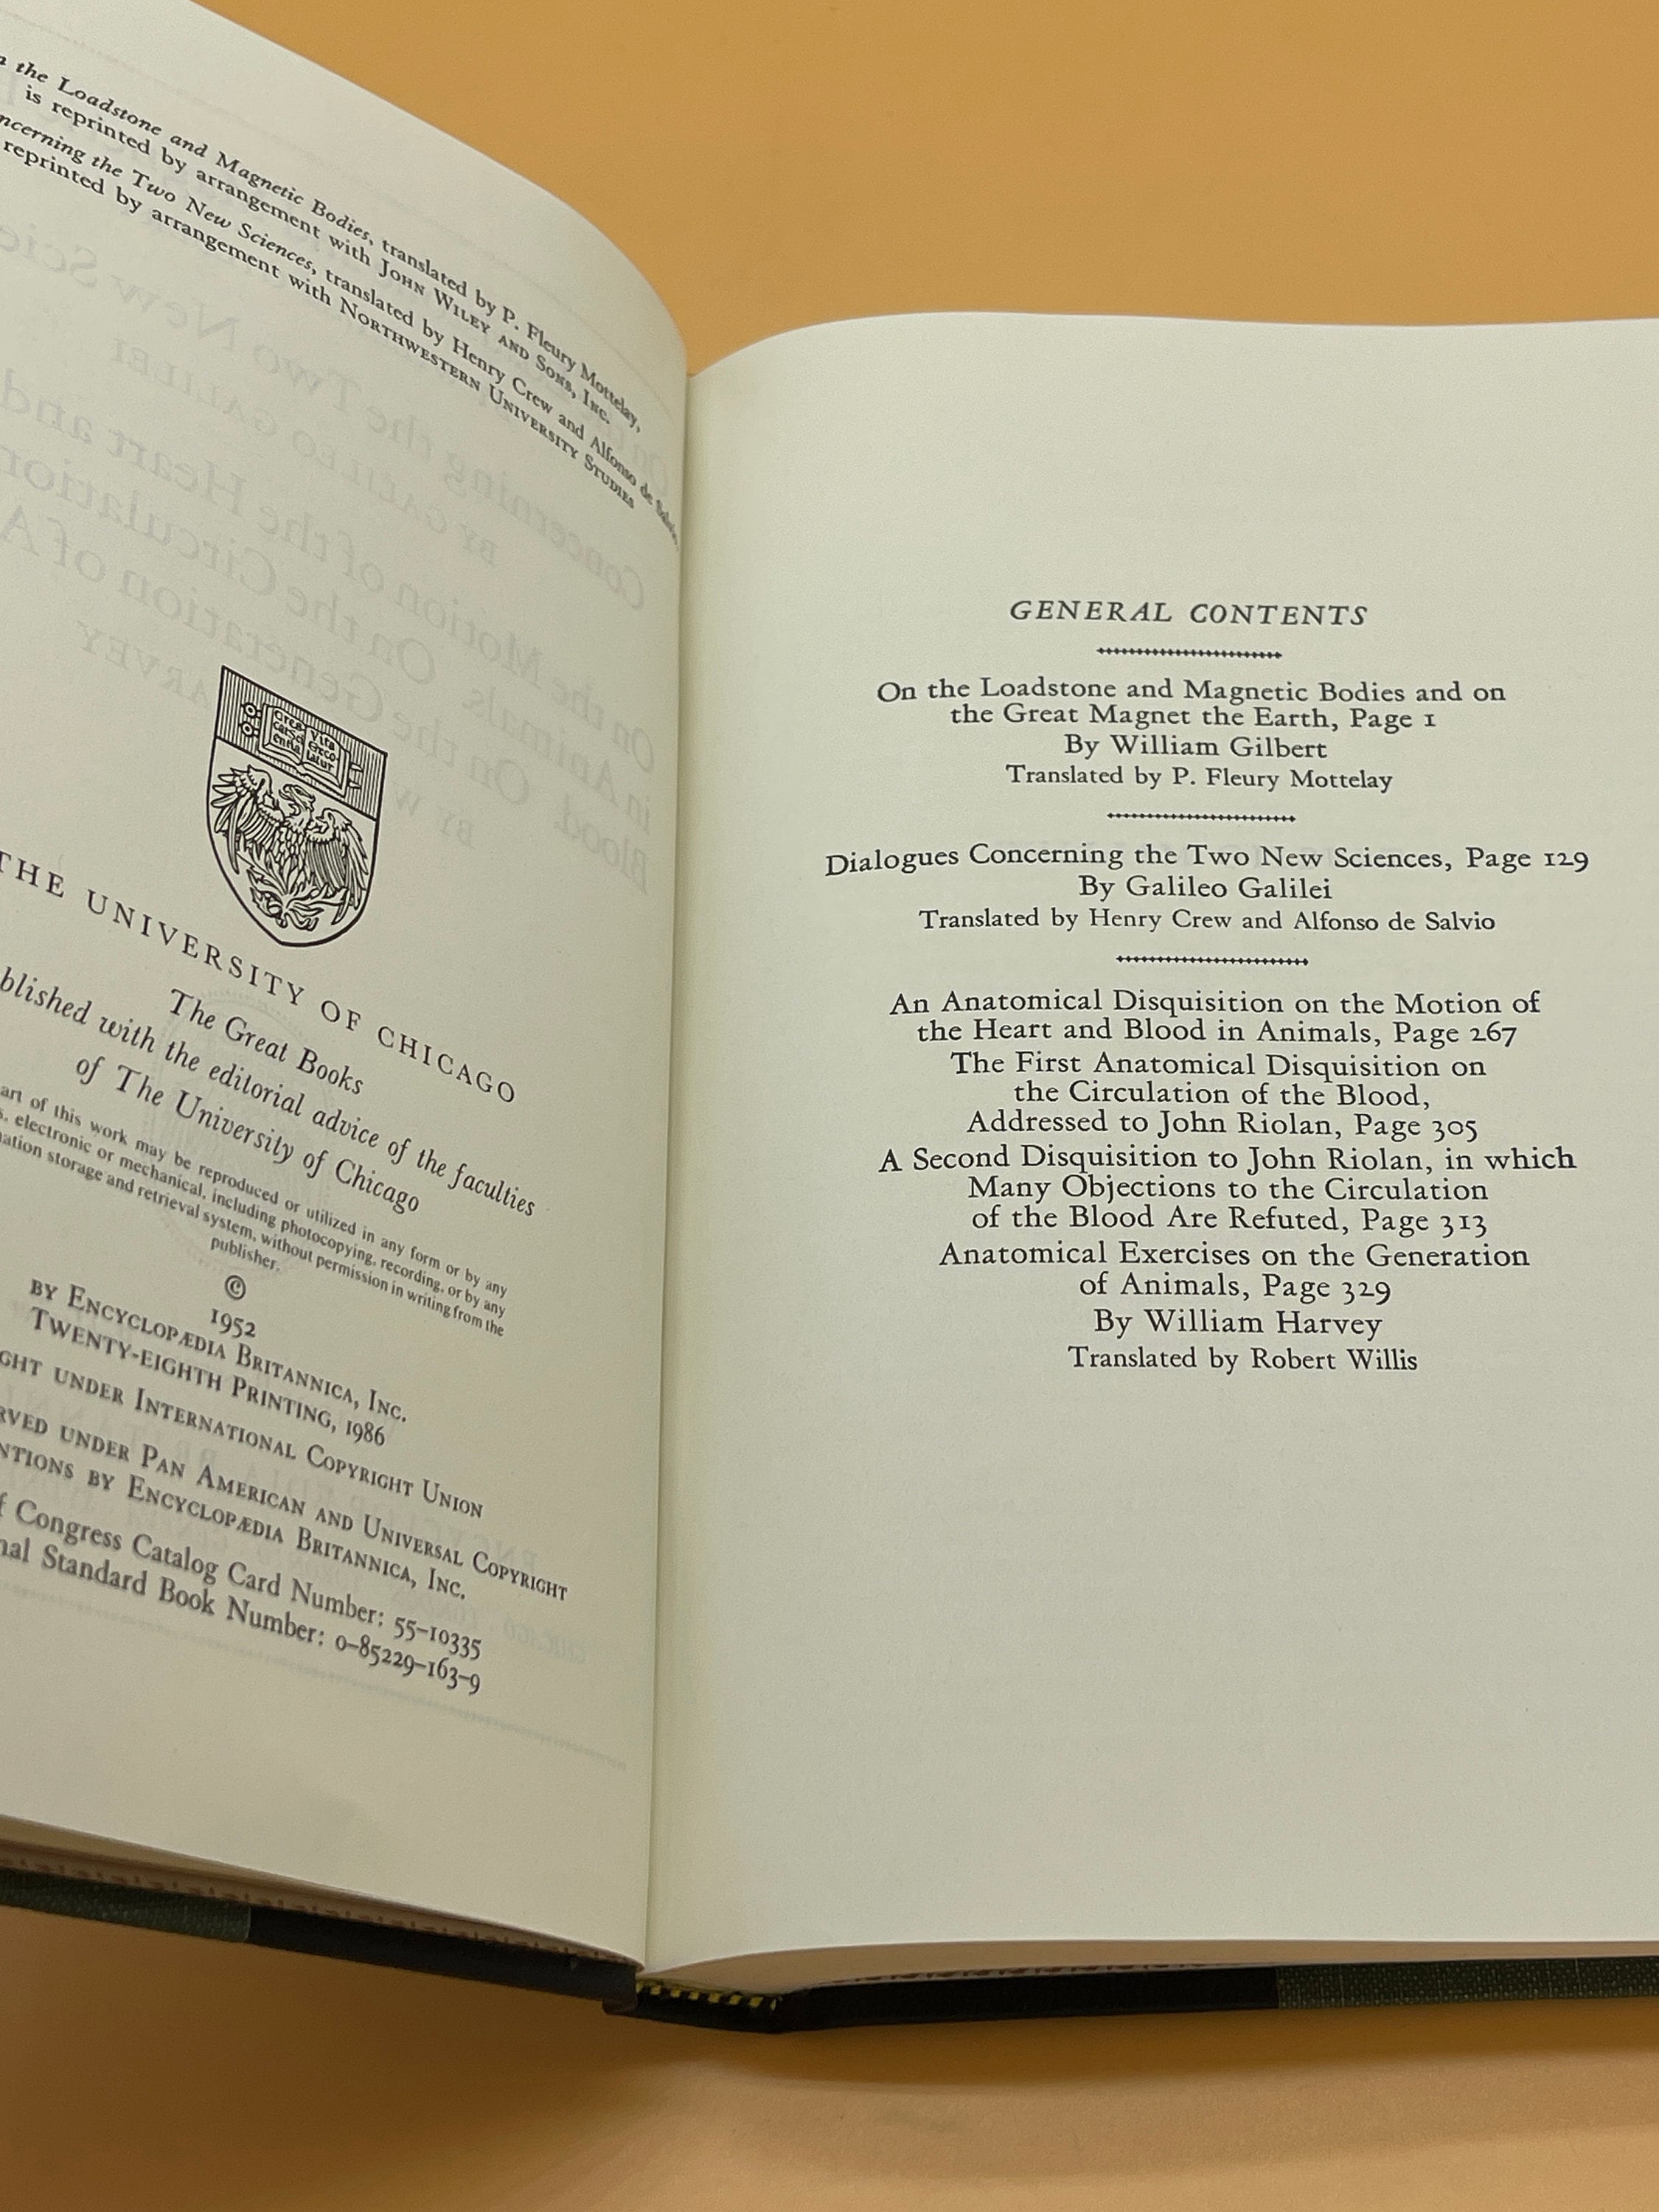 the Loadstone and Magnetic Bodies, translated by P. Fleury Mottelay,
is reprinted by arrangement with JOHN WILEY AND SONS, INC.
ncerning the Two New Sciences, translated by Henry Crew and Alfonso de Salvio,
reprinted by arrangement with NORTHWESTERN UNIVERSITY STUDIES
THE UNIVERSITY OF CHICAGO
The Great Books
blished with the editorial advice of the faculties
of The University of Chicago
art of this work may be reproduced or utilized in any form or by any
s, electronic or mechanical, including photocopying, recording, or by any
nation storage and retrieval system, without permission in writing from the
publisher.
©
1952
BY ENCYCLOPÆDIA BRITANNICA, INC.
TWENTY-EIGHTH PRINTING, 1986
GHT UNDER INTERNATIONAL COPYRIGHT UNION
RVED UNDER PAN AMERICAN AND UNIVERSAL COPYRIGHT
NTIONS BY ENCYCLOPÆDIA BRITANNICA, INC.
f Congress Catalog Card Number: 55-10335
nal Standard Book Number: 0-85229-163-9
GENERAL CONTENTS
On the Loadstone and Magnetic Bodies and on
the Great Magnet the Earth, Page 1
By William Gilbert
Translated by P. Fleury Mottelay
Dialogues Concerning the Two New Sciences, Page 129
By Galileo Galilei
Translated by Henry Crew and Alfonso de Salvio
An Anatomical Disquisition on the Motion of
the Heart and Blood in Animals, Page 267
The First Anatomical Disquisition on
the Circulation of the Blood,
Addressed to John Riolan, Page 305
A Second Disquisition to John Riolan, in which
Many Objections to the Circulation
of the Blood Are Refuted, Page 313
Anatomical Exercises on the Generation
of Animals, Page 329
By William Harvey
Translated by Robert Willis